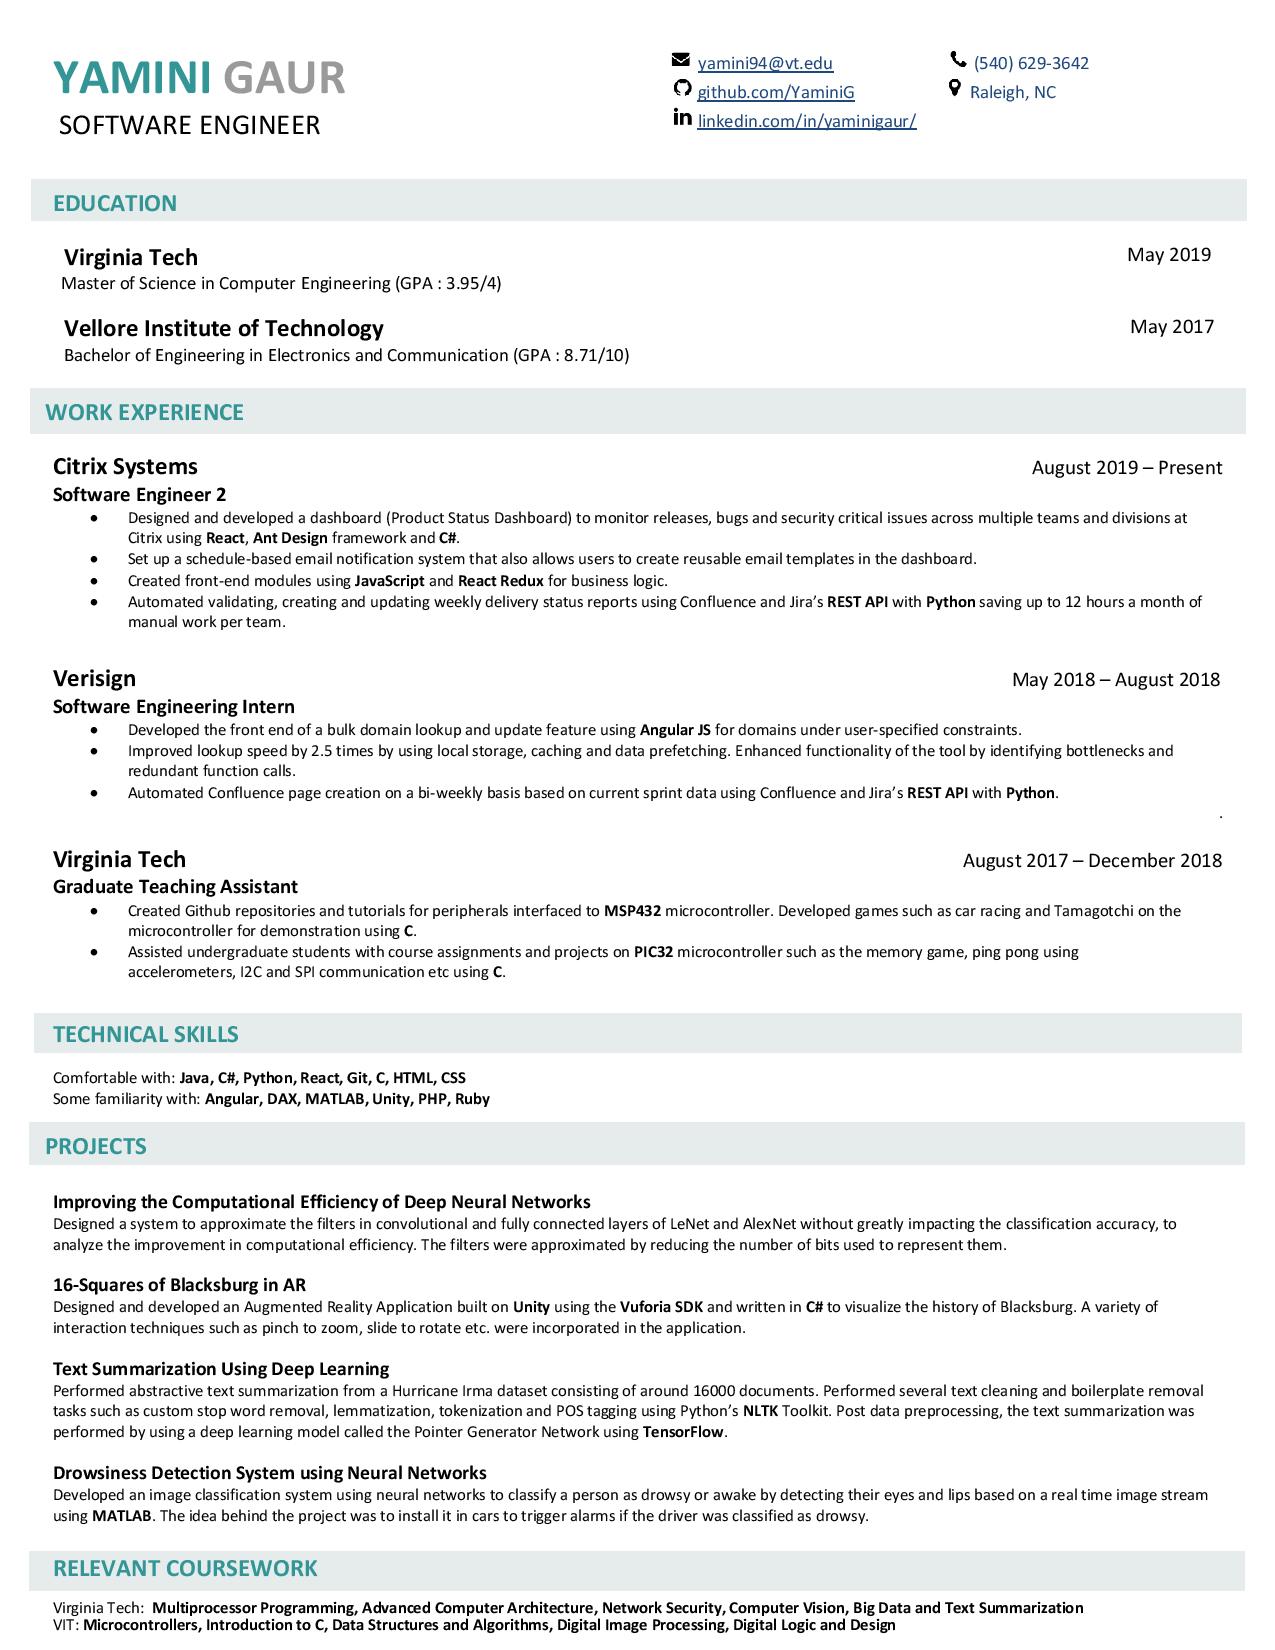 YAMINI GAUR
SOFTWARE ENGINEER
yamini94@vt.edu
(540) 629-3642
github.com/YaminiG
Raleigh, NC
linkedin.com/in/yaminigaur/
EDUCATION
Virginia Tech
May 2019
Master of Science in Computer Engineering (GPA : 3.95/4)
Vellore Institute of Technology
May 2017
Bachelor of Engineering in Electronics and Communication (GPA : 8.71/10)
WORK EXPERIENCE
Citrix Systems
August 2019 – Present
Software Engineer 2
• Designed and developed a dashboard (Product Status Dashboard) to monitor releases, bugs and security critical issues across multiple teams and divisions at
Citrix using React, Ant Design framework and C#.
• Set up a schedule-based email notification system that also allows users to create reusable email templates in the dashboard.
• Created front-end modules using JavaScript and React Redux for business logic.
• Automated validating, creating and updating weekly delivery status reports using Confluence and Jira’s REST API with Python saving up to 12 hours a month of
manual work per team.
Verisign
May 2018 – August 2018
Software Engineering Intern
• Developed the front end of a bulk domain lookup and update feature using Angular JS for domains under user-specified constraints.
• Improved lookup speed by 2.5 times by using local storage, caching and data prefetching. Enhanced functionality of the tool by identifying bottlenecks and
redundant function calls.
• Automated Confluence page creation on a bi-weekly basis based on current sprint data using Confluence and Jira’s REST API with Python.
.
Virginia Tech
August 2017 – December 2018
Graduate Teaching Assistant
• Created Github repositories and tutorials for peripherals interfaced to MSP432 microcontroller. Developed games such as car racing and Tamagotchi on the
microcontroller for demonstration using C.
• Assisted undergraduate students with course assignments and projects on PIC32 microcontroller such as the memory game, ping pong using
accelerometers, I2C and SPI communication etc using C.
TECHNICAL SKILLS
Comfortable with: Java, C#, Python, React, Git, C, HTML, CSS
Some familiarity with: Angular, DAX, MATLAB, Unity, PHP, Ruby
PROJECTS
Improving the Computational Efficiency of Deep Neural Networks
Designed a system to approximate the filters in convolutional and fully connected layers of LeNet and AlexNet without greatly impacting the classification accuracy, to
analyze the improvement in computational efficiency. The filters were approximated by reducing the number of bits used to represent them.
16-Squares of Blacksburg in AR
Designed and developed an Augmented Reality Application built on Unity using the Vuforia SDK and written in C# to visualize the history of Blacksburg. A variety of
interaction techniques such as pinch to zoom, slide to rotate etc. were incorporated in the application.
Text Summarization Using Deep Learning
Performed abstractive text summarization from a Hurricane Irma dataset consisting of around 16000 documents. Performed several text cleaning and boilerplate removal
tasks such as custom stop word removal, lemmatization, tokenization and POS tagging using Python’s NLTK Toolkit. Post data preprocessing, the text summarization was
performed by using a deep learning model called the Pointer Generator Network using TensorFlow.
Drowsiness Detection System using Neural Networks
Developed an image classification system using neural networks to classify a person as drowsy or awake by detecting their eyes and lips based on a real time image stream
using MATLAB. The idea behind the project was to install it in cars to trigger alarms if the driver was classified as drowsy.
RELEVANT COURSEWORK
Virginia Tech: Multiprocessor Programming, Advanced Computer Architecture, Network Security, Computer Vision, Big Data and Text Summarization
VIT: Microcontrollers, Introduction to C, Data Structures and Algorithms, Digital Image Processing, Digital Logic and Design